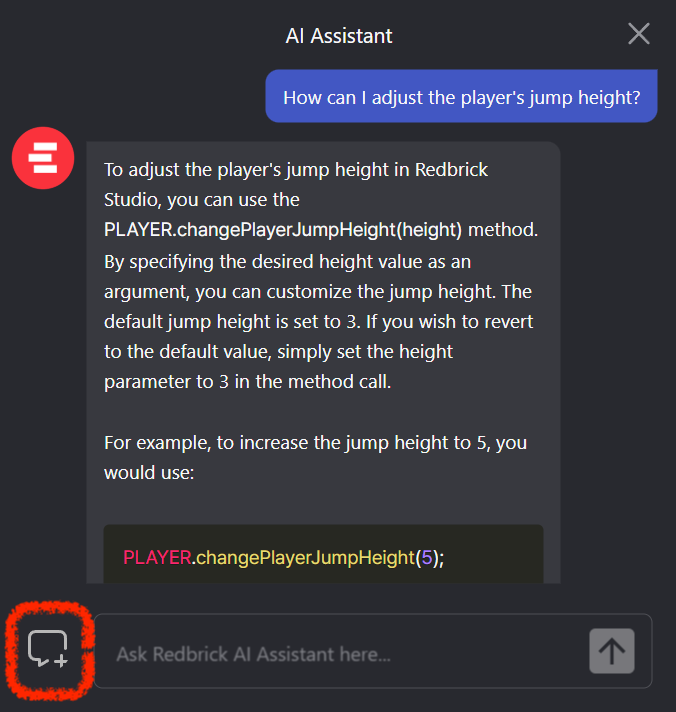 AI Assistant
How can I adjust the player's jump height?
To adjust the player's jump height in Redbrick
Studio, you can use the
PLAYER.changePlayerJumpHeight(height) method.
By specifying the desired height value as an
argument, you can customize the jump height. The
default jump height is set to 3. If you wish to revert
to the default value, simply set the height
parameter to 3 in the method call.
For example, to increase the jump height to 5, you
would use:
PLAYER.changePlayerJumpHeight(5);
Ask Redbrick AI Assistant here...